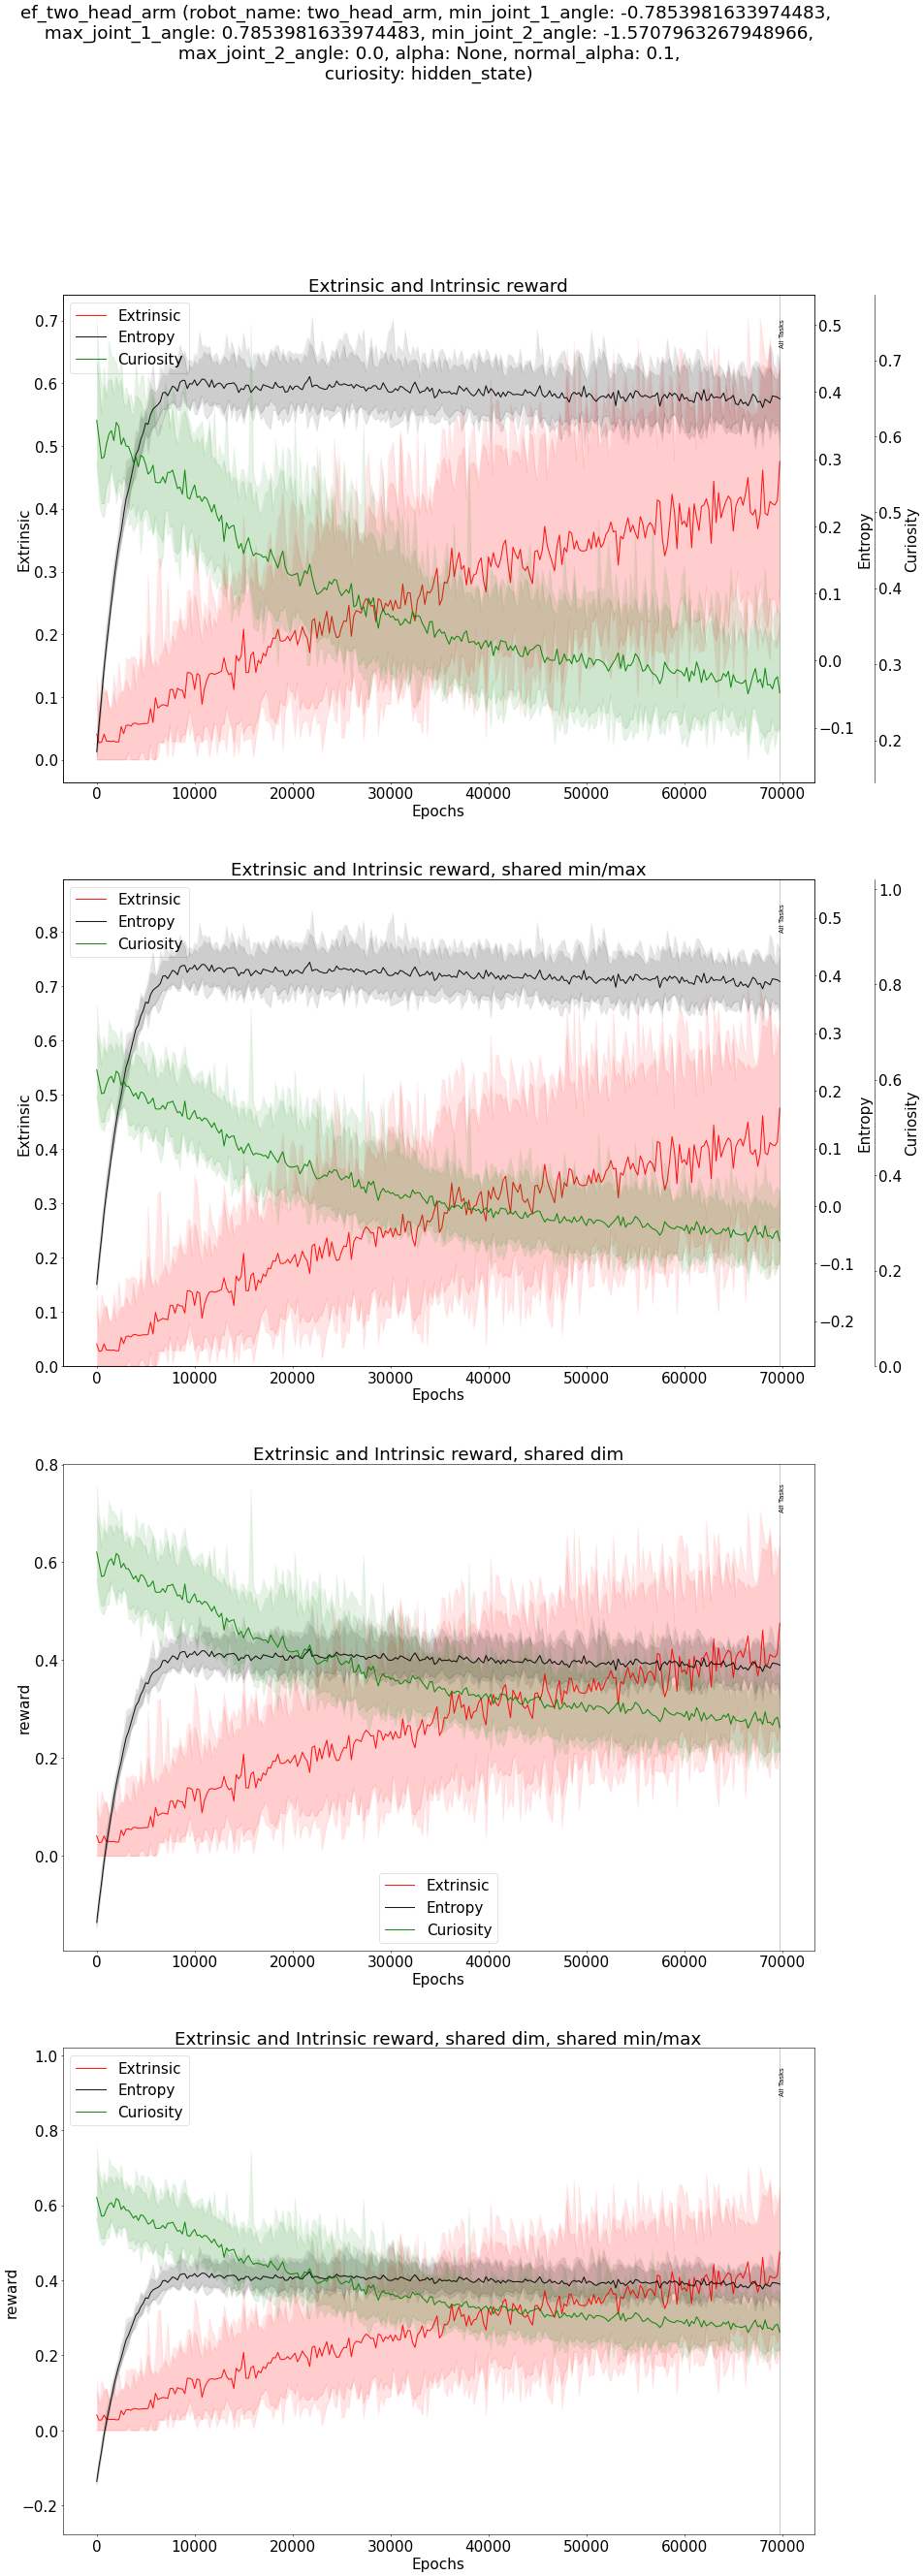 ef_two_head_arm (robot_name: two_head_arm, min_joint_1_angle: -0.7853981633974483,
max_joint_1_angle: 0.7853981633974483, min_joint_2_angle: -1.5707963267948966,
max_joint_2_angle: 0.0, alpha: None, normal_alpha: 0.1,
curiosity: hidden_state)
Extrinsic and Intrinsic reward
Extrinsic
Entropy
Curiosity
All Tasks
0.7
0.6
0.5
0.4
0.3
0.2
0.1
0.0
Extrinsic
0.5
0.4
0.3
0.2
0.1
0.0
−0.1
Entropy
0.7
0.6
0.5
0.4
0.3
0.2
Curiosity
0 10000 20000 30000 40000 50000 60000 70000
Epochs
Extrinsic and Intrinsic reward, shared min/max
Extrinsic
Entropy
Curiosity
All Tasks
0.8
0.7
0.6
0.5
0.4
0.3
0.2
0.1
0.0
Extrinsic
0.5
0.4
0.3
0.2
0.1
0.0
−0.1
−0.2
Entropy
1.0
0.8
0.6
0.4
0.2
0.0
Curiosity
0 10000 20000 30000 40000 50000 60000 70000
Epochs
Extrinsic and Intrinsic reward, shared dim
All Tasks
0.8
0.6
0.4
0.2
0.0
reward
Extrinsic
Entropy
Curiosity
0 10000 20000 30000 40000 50000 60000 70000
Epochs
Extrinsic and Intrinsic reward, shared dim, shared min/max
Extrinsic
Entropy
Curiosity
All Tasks
1.0
0.8
0.6
0.4
0.2
0.0
−0.2
reward
0 10000 20000 30000 40000 50000 60000 70000
Epochs